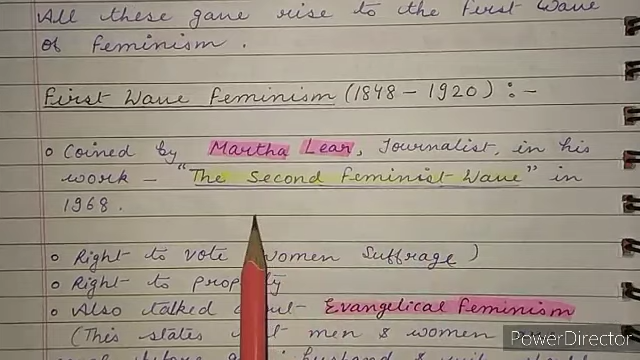 All these gave rise to the first wave
of feminism.
First Wave Feminism (1848 - 1920) :-
o Coined by Martha Lear, Journalist, in his
work - "The Second Feminist Wave" in
1968.
o Right to vote women Suffrage)
o Right to property
o Also talked Evangelical Feminism
(This states men & women
PowerDirector